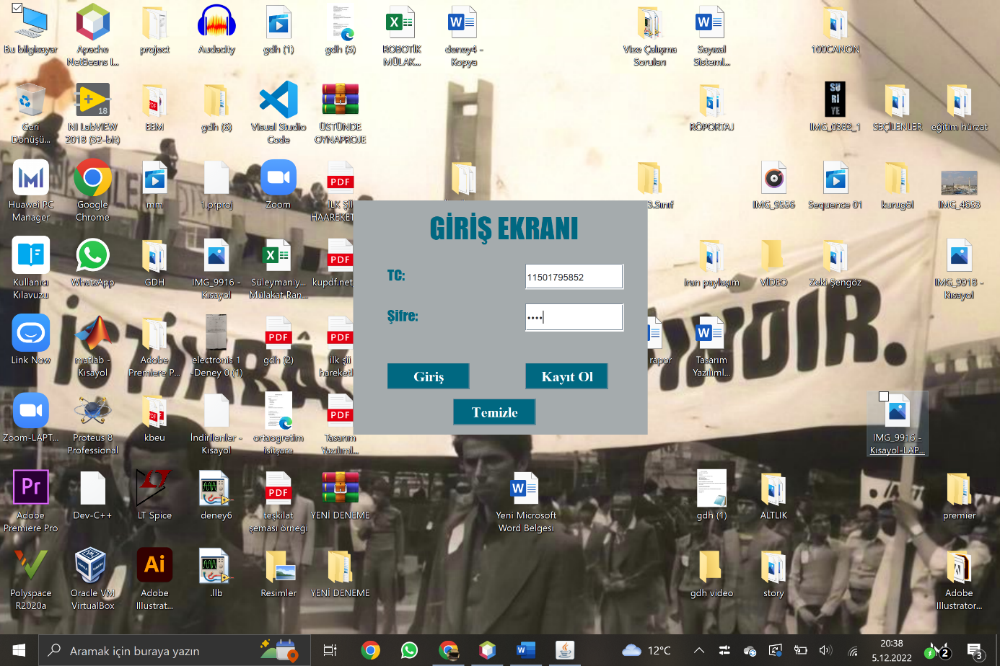 Bu bilgisayar
Apache
NetBeans I...
project
Audacity
gdh (1)
gdh (5)
ROBOTİK
MÜLAK...
deney4 -
Kopya
Vize Çalışma
Soruları
Sayısal
Sisteml...
100CANON
Geri
Dönüşü...
NI LabVIEW
2018 (32-bit)
EEM
gdh (6)
Visual Studio
Code
ÜSTÜNDE
OYNAPROJE
RÖPORTAJ
SU
Rİ
YE
IMG_0382_1
SEÇİLENLER
eğitim hürzat
Huawei PC
Manager
Google
Chrome
mm
1.prproj
Zoom
İLK Şİİ
HAAREKET
3.Sınıf
IMG_9556
Sequence 01
kurugöl
IMG_4653
GİRİŞ EKRANI
TC:
11501795852
Şifre:
••••
Giriş
Kayıt Ol
Temizle
Kullanıcı
Kılavuzu
WhatsApp
GDH
IMG_9916 -
Kısayol
Süleymaniy...
Mülakat Ran...
kupdf.net
iran paylaşım
VİDEO
Zeki Şengöz
IMG_9918 -
Kısayol
Link Now
matlab -
Kısayol
Adobe
Premiere P...
electronis 1
-Deney 0 (1)
gdh (2)
ilk şii
hareketl
rapor
Tasarım
Yazılıml...
Zoom-LAPT...
Proteus 8
Professional
kbeu
İndirilenler -
Kısayol
ortaogretim
isitşare
Tasarım
Yazılıml...
IMG_9916 -
Kısayol-LAP...
Adobe
Premiere Pro
Dev-C++
LT Spice
deney6
teşkilat
şeması örneği
YENİ DENEME
Yeni Microsoft
Word Belgesi
gdh (1)
ALTLIK
premier
Polyspace
R2020a
Oracle VM
VirtualBox
Adobe
Illustrat...
.llb
Resimler
YENİ DENEME
gdh video
story
Adobe
Illustrator...
Aramak için buraya yazın
12°C
20:38
5.12.2022
2
3